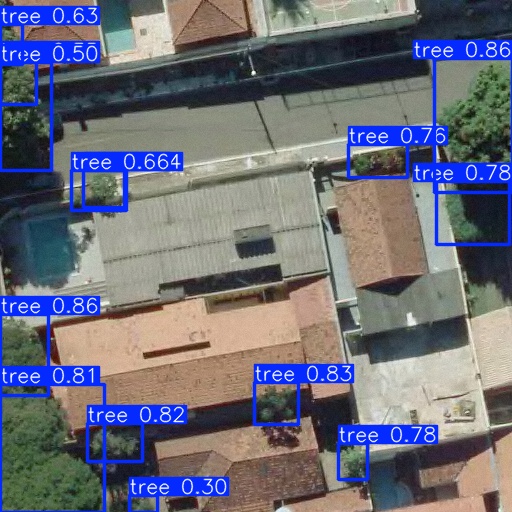 tree 0.63
tree 0.50
tree 0.86
tree 0.76
tree 0.664
tree 0.78
tree 0.86
tree 0.81
tree 0.83
tree 0.82
tree 0.78
tree 0.30